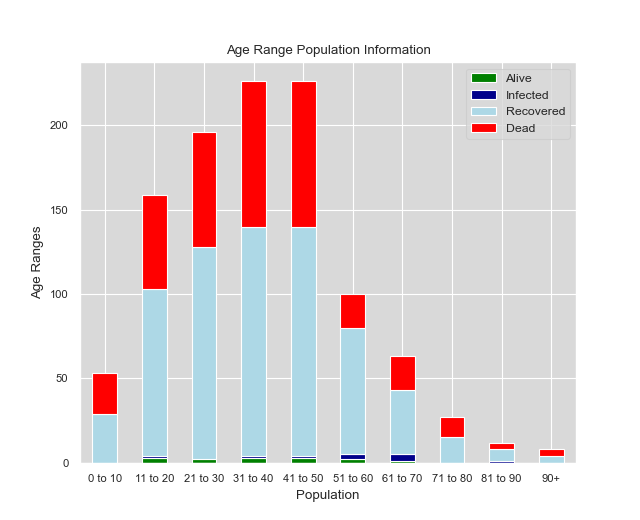 Age Range Population Information
Alive
Infected
Recovered
Dead
200
150
100
50
0
Age Ranges
0 to 10 11 to 20 21 to 30 31 to 40 41 to 50 51 to 60 61 to 70 71 to 80 81 to 90 90+
Population